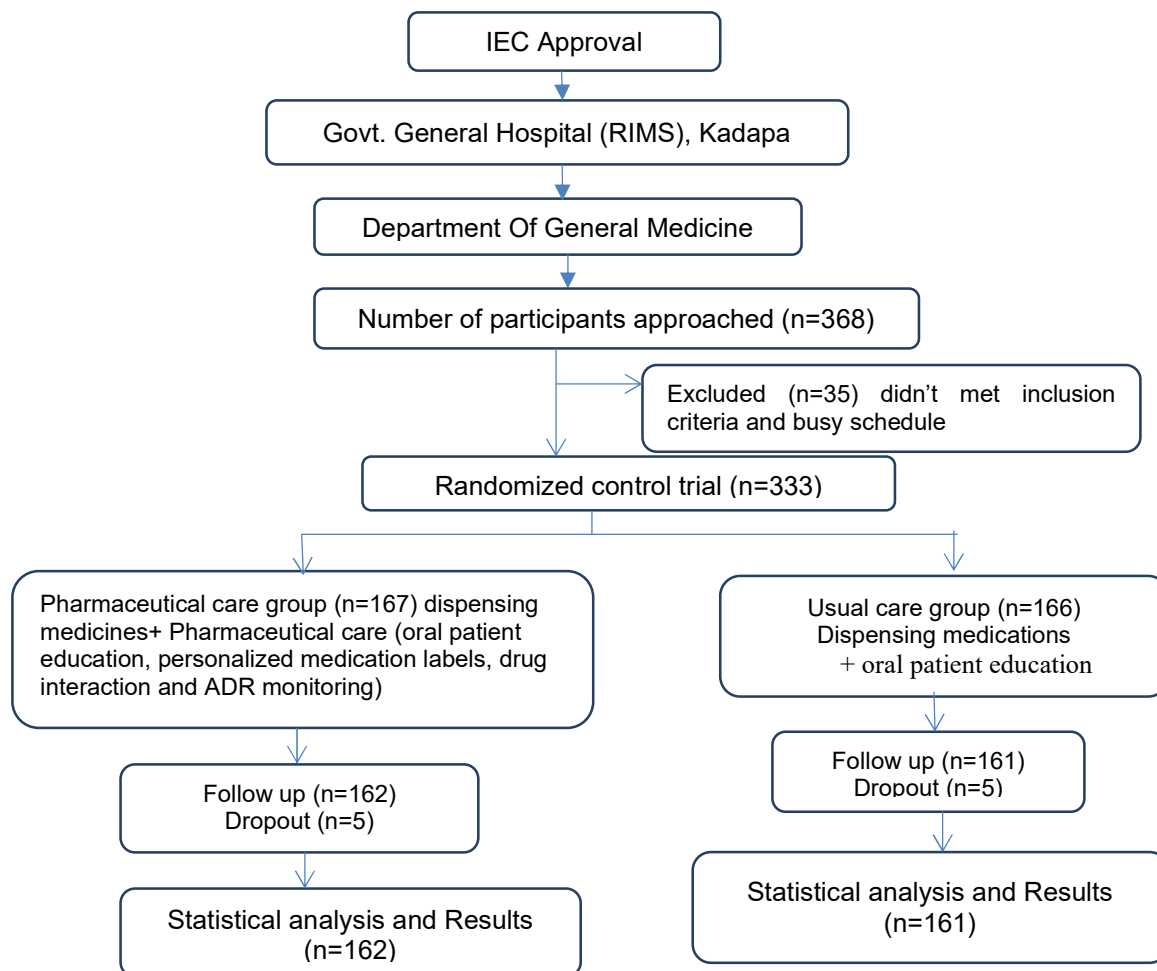 IEC Approval
Govt. General Hospital (RIMS), Kadapa
Department Of General Medicine
Number of participants approached (n=368)
Excluded (n=35) didn’t met inclusion
criteria and busy schedule
Randomized control trial (n=333)
Pharmaceutical care group (n=167) dispensing
medicines+ Pharmaceutical care (oral patient
education, personalized medication labels, drug
interaction and ADR monitoring)
Usual care group (n=166)
Dispensing medications
+ oral patient education
Follow up (n=162)
Dropout (n=5)
Follow up (n=161)
Dropout (n=5)
Statistical analysis and Results
(n=162)
Statistical analysis and Results
(n=161)